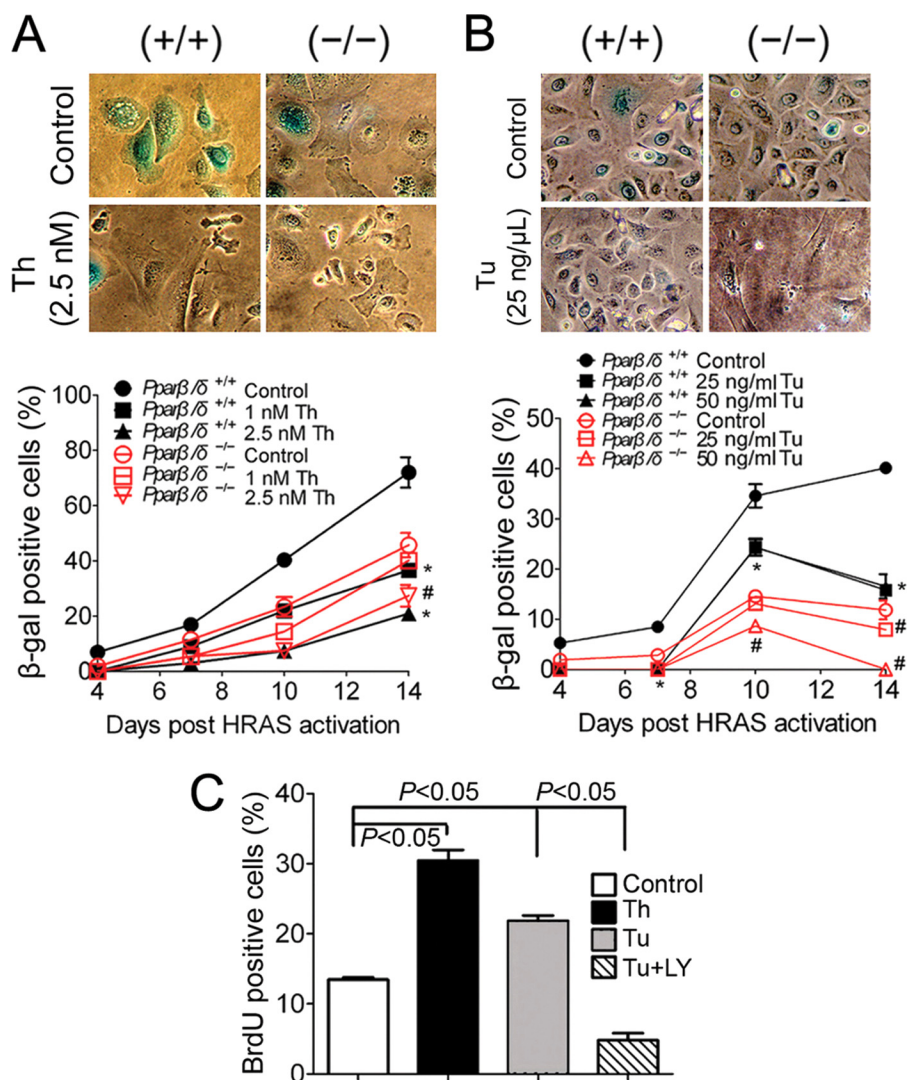 A
(+/+)
(−/−)
Control
Th
(2.5 nM)
B
(+/+)
(−/−)
Control
Tu
(25 ng/µL)
β-gal positive cells (%)
100
80
60
40
20
0
Pparβ/δ +/+ Control
Pparβ/δ +/+ 1 nM Th
Pparβ/δ +/+ 2.5 nM Th
Pparβ/δ −/− Control
Pparβ/δ −/− 1 nM Th
Pparβ/δ −/− 2.5 nM Th
*
#
*
4 6 8 10 12 14
Days post HRAS activation
β-gal positive cells (%)
50
40
30
20
10
0
Pparβ/δ +/+ Control
Pparβ/δ +/+ 25 ng/ml Tu
Pparβ/δ +/+ 50 ng/ml Tu
Pparβ/δ −/− Control
Pparβ/δ −/− 25 ng/ml Tu
Pparβ/δ −/− 50 ng/ml Tu
*
*
#
#
*
#
4 6 8 10 12 14
Days post HRAS activation
C
BrdU positive cells (%)
40
30
20
10
0
P<0.05
P<0.05
P<0.05
Control
Th
Tu
Tu+LY